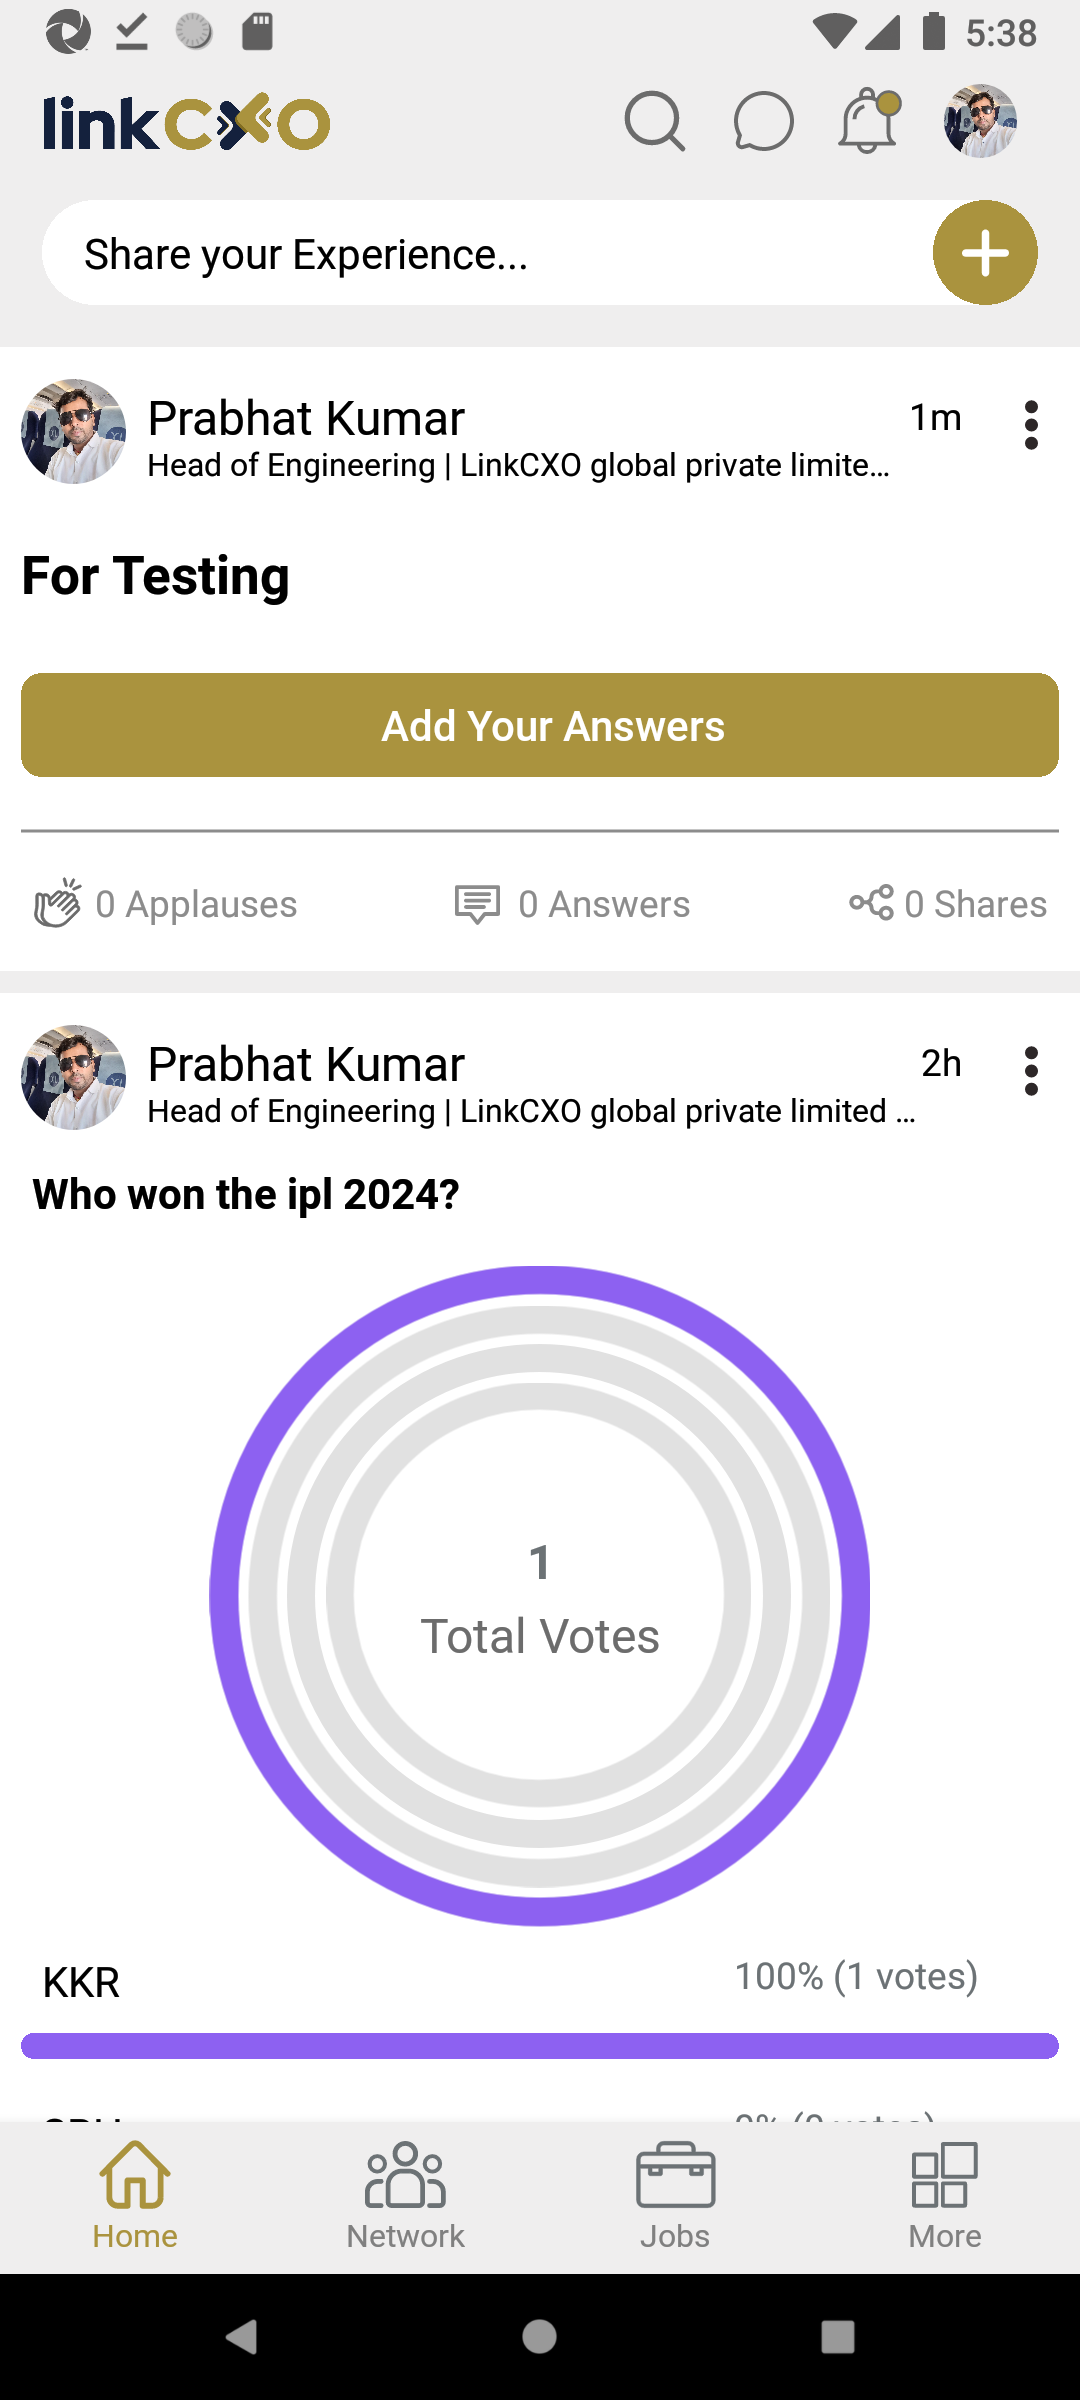 5:38
linkCXO
Share your Experience...
Prabhat Kumar
1m
Head of Engineering | LinkCXO global private limite...
For Testing
Add Your Answers
0 Applauses
0 Answers
0 Shares
Prabhat Kumar
2h
Head of Engineering | LinkCXO global private limited ...
Who won the ipl 2024?
1
Total Votes
KKR
100% (1 votes)
Home
Network
Jobs
More